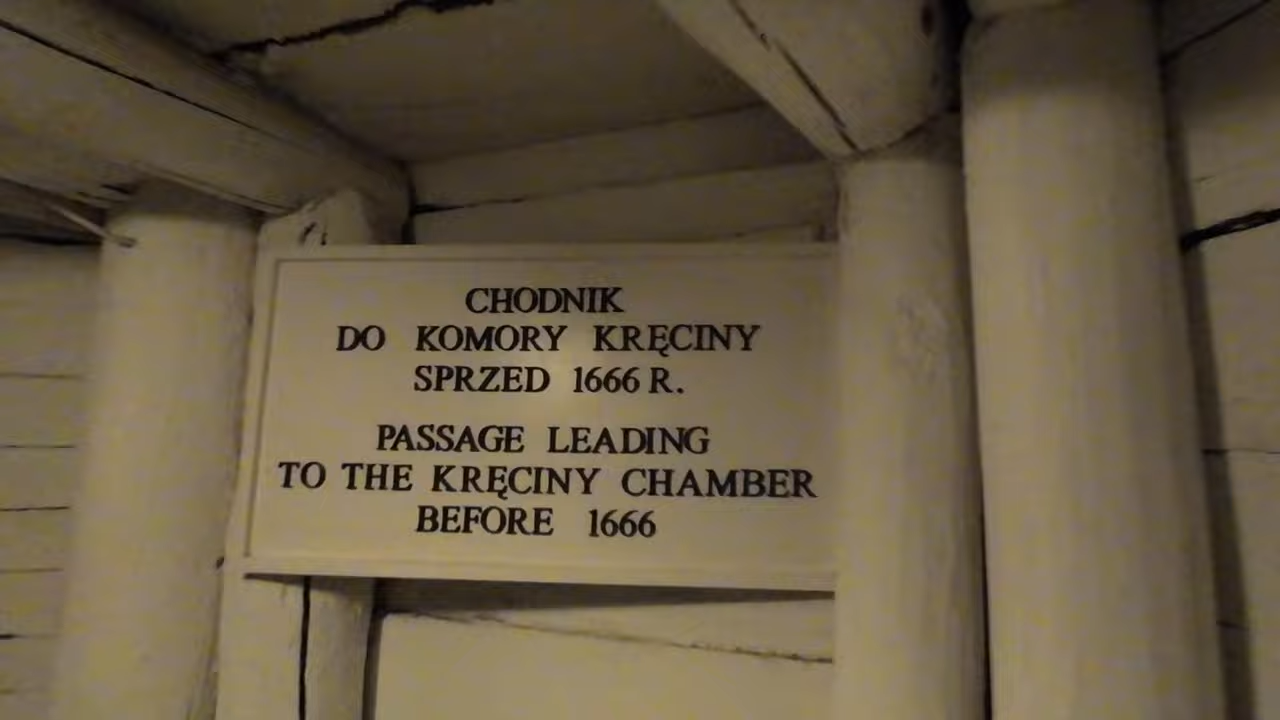 CHODNIK
DO KOMORY KRĘCINY
SPRZED 1666 R.
PASSAGE LEADING
TO THE KRĘCINY CHAMBER
BEFORE 1666